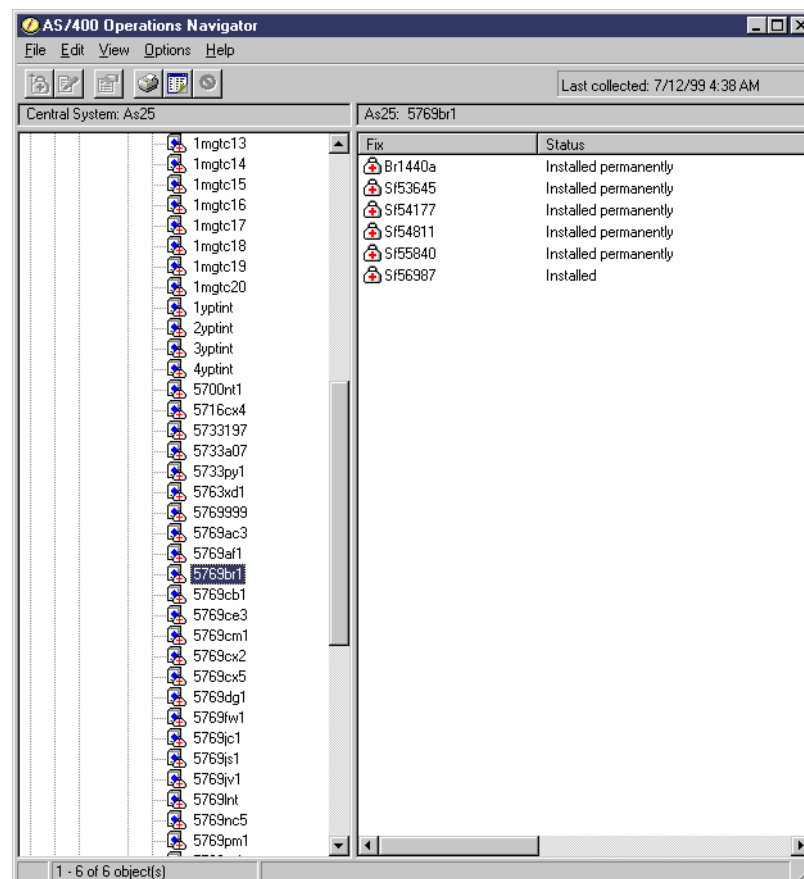 AS/400 Operations Navigator
File Edit View Options Help
Last collected: 7/12/99 4:38 AM
Central System: As25
As25: 5769br1
1mgtc13
1mgtc14
1mgtc15
1mgtc16
1mgtc17
1mgtc18
1mgtc19
1mgtc20
1yptint
2yptint
3yptint
4yptint
5700nt1
5716cx4
5733197
5733a07
5733py1
5763xd1
5769999
5769ac3
5769af1
5769br1
5769cb1
5769ce3
5769cm1
5769cx2
5769cx5
5769dg1
5769fw1
5769jc1
5769js1
5769jv1
5769lnt
5769nc5
5769pm1
Fix Status
Br1440a Installed permanently
Sf53645 Installed permanently
Sf54177 Installed permanently
Sf54811 Installed permanently
Sf55840 Installed permanently
Sf56987 Installed
1 - 6 of 6 object(s)